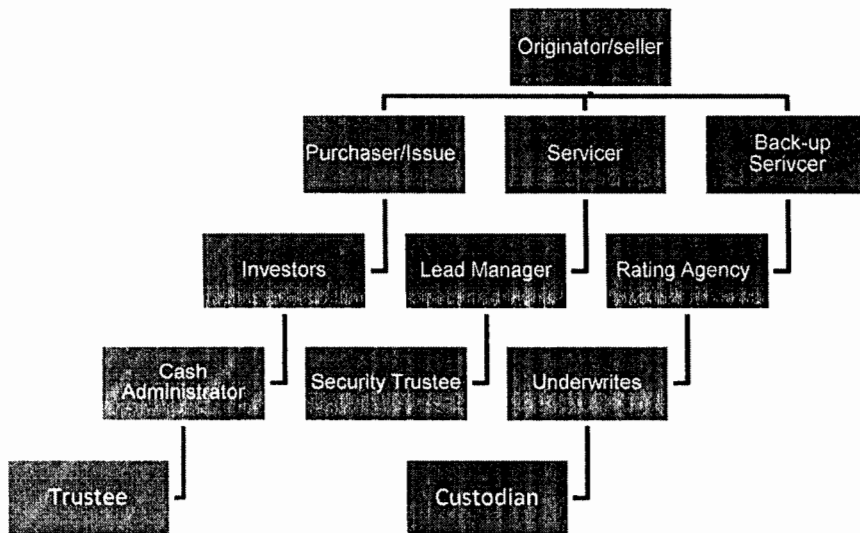 Originator/seller
Purchaser/Issue
Servicer
Back-up
Serivcer
Investors
Lead Manager
Rating Agency
Cash
Administrator
Security Trustee
Underwrites
Trustee
Custodian